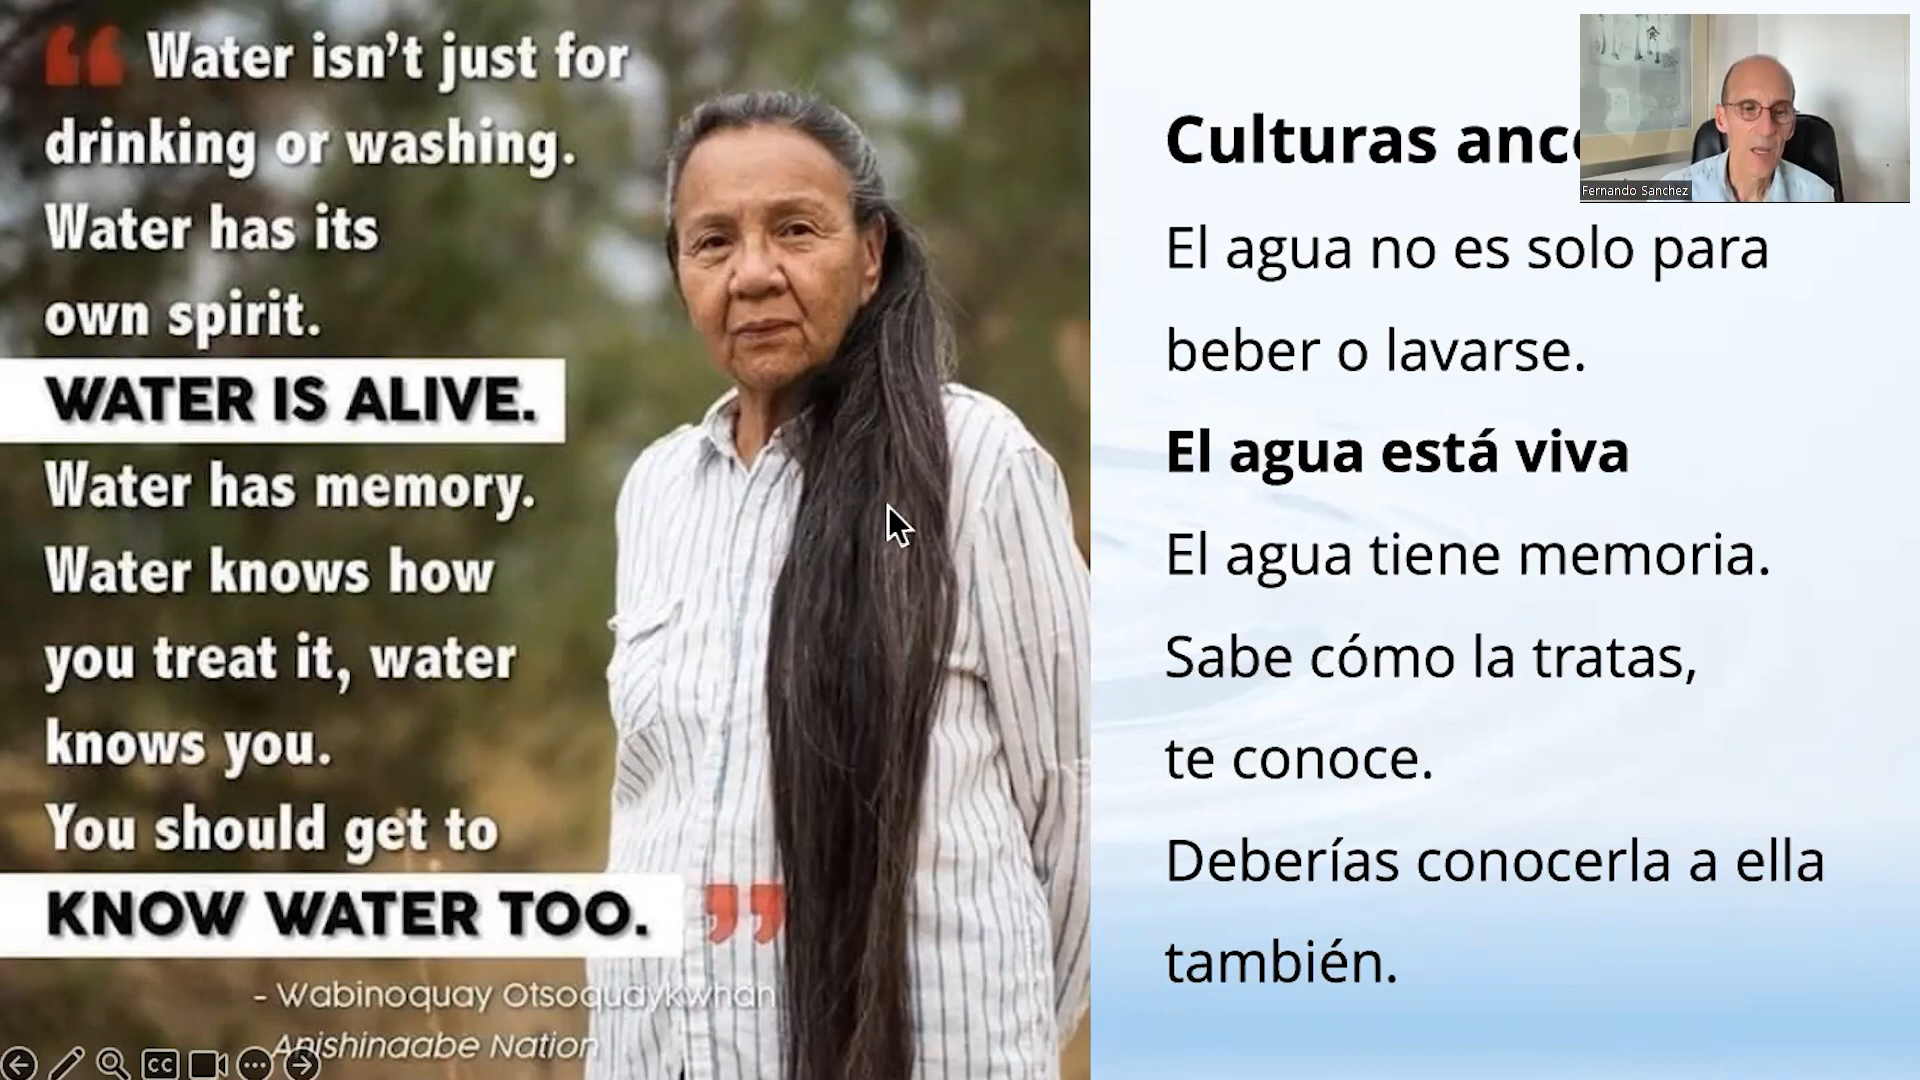 Water isn't just for
drinking or washing.
Water has its
own spirit.
WATER IS ALIVE.
Water has memory.
Water knows how
you treat it, water
knows you.
You should get to
KNOW WATER TOO.
- Wabinoquay Otsoquaykwhan
Anishinaabe Nation
Culturas
El agua no es solo para
beber o lavarse.
El agua está viva
El agua tiene memoria.
Sabe cómo la tratas,
te conoce.
Deberías conocerla a ella
también.
Fernando Sanchez
CC